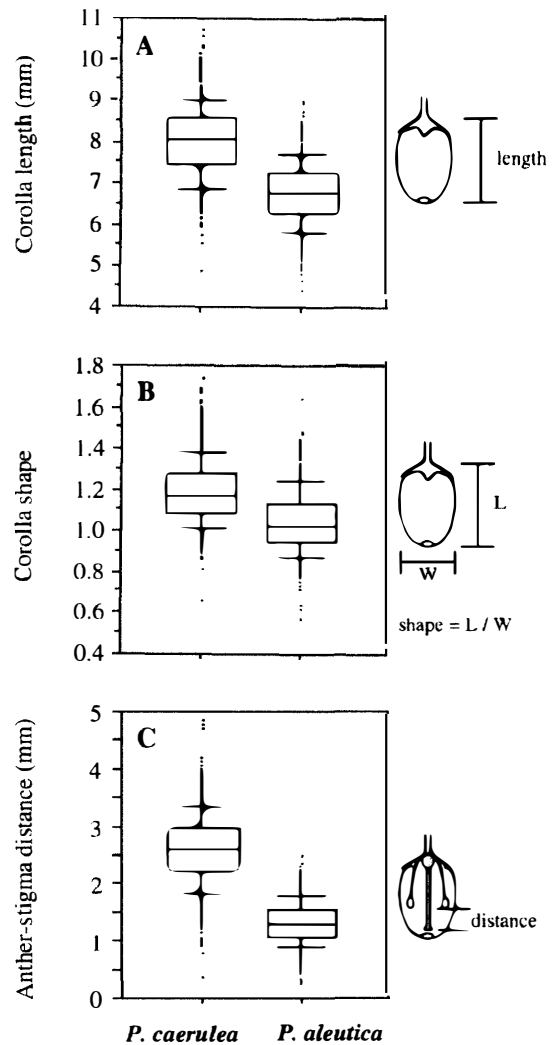 A
Corolla length (mm)
11
10
9
8
7
6
5
4
length
B
Corolla shape
1.8
1.6
1.4
1.2
1.0
0.8
0.6
0.4
L
W
shape = L / W
C
Anther-stigma distance (mm)
5
4
3
2
1
0
distance
P. caerulea P. aleutica